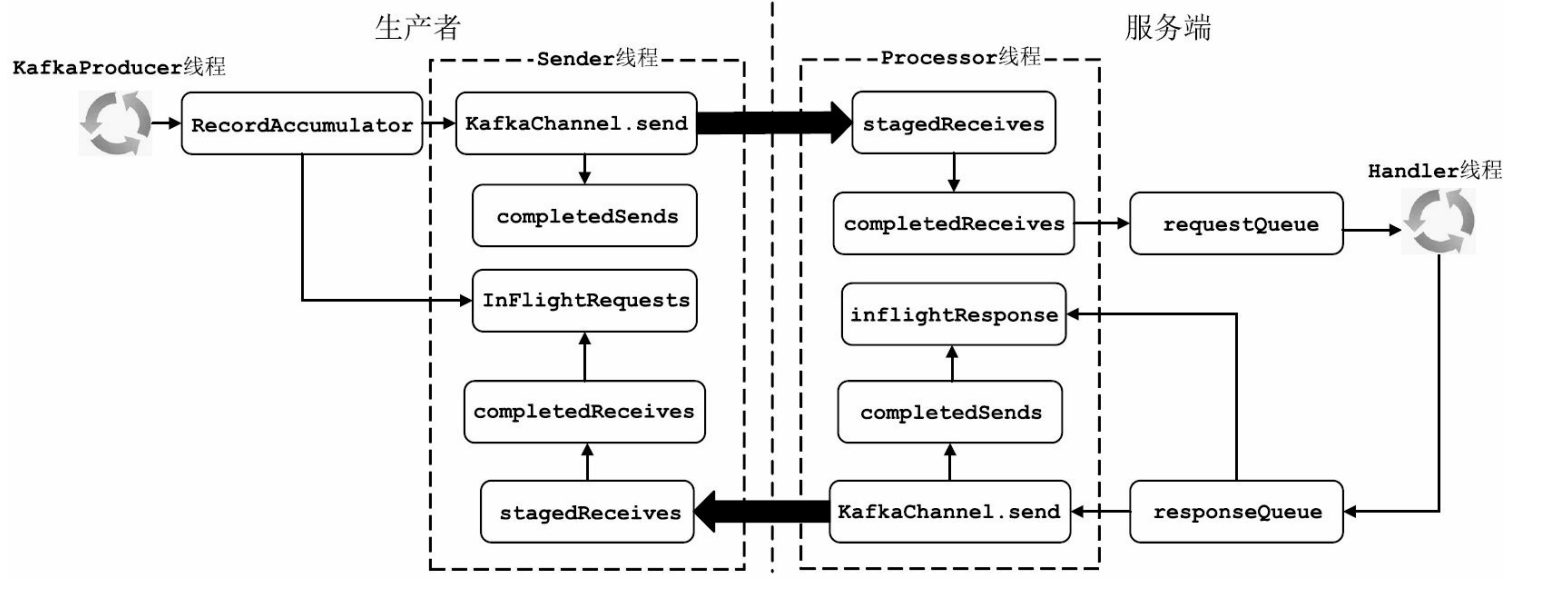 生产者
服务端
KafkaProducer线程
Sender线程
Processor线程
RecordAccumulator
KafkaChannel.send
stagedReceives
Handler线程
completedSends
completedReceives
requestQueue
InFlightRequests
inflightResponse
completedReceives
completedSends
stagedReceives
KafkaChannel.send
responseQueue